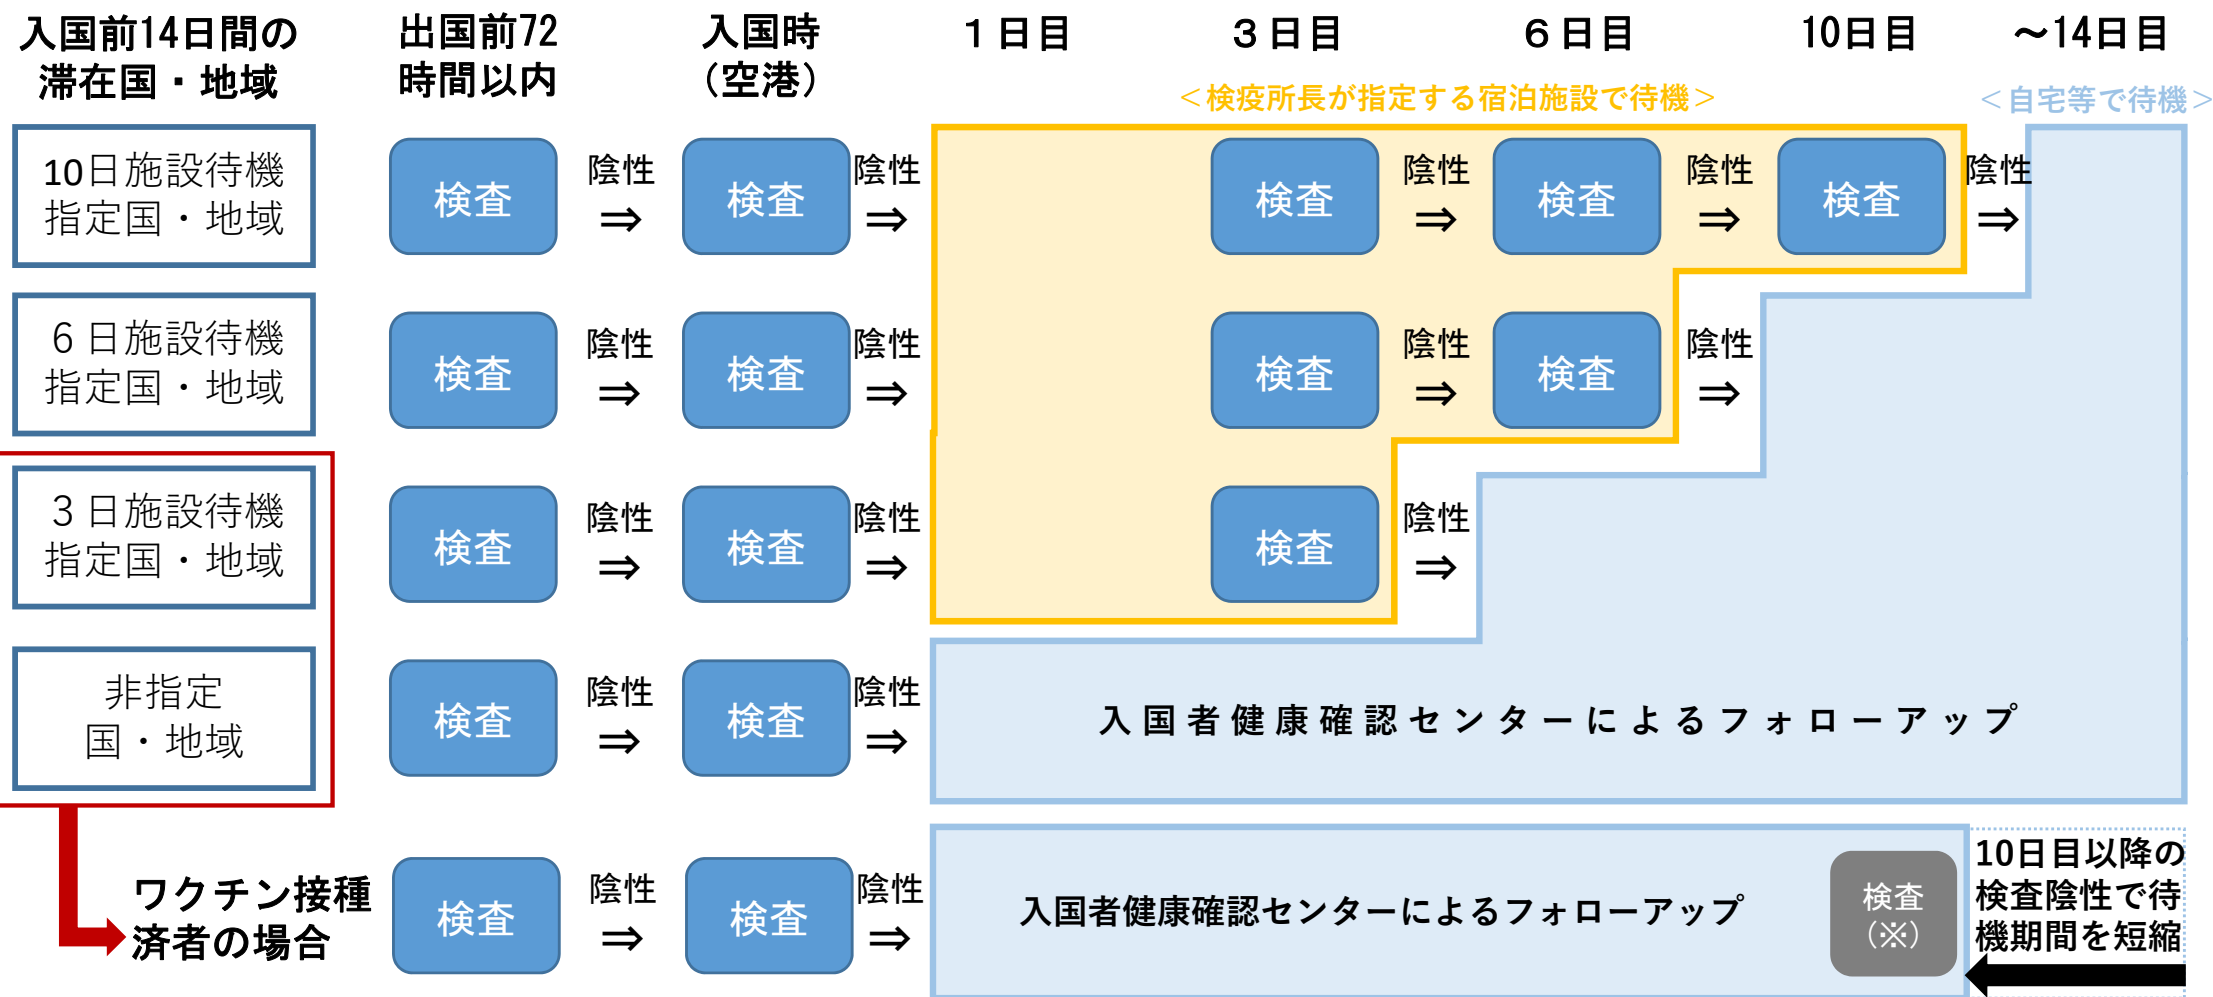 入国前14日間の
滞在国・地域
出国前72
時間以内
入国時
（空港）
１日目
３日目
６日目
10日目
～14日目
＜検疫所長が指定する宿泊施設で待機＞
＜自宅等で待機＞
10日施設待機
指定国・地域
検査
陰性
⇒
検査
陰性
⇒
検査
陰性
⇒
検査
陰性
⇒
検査
陰性
⇒
６日施設待機
指定国・地域
検査
陰性
⇒
検査
陰性
⇒
検査
陰性
⇒
検査
陰性
⇒
３日施設待機
指定国・地域
検査
陰性
⇒
検査
陰性
⇒
検査
陰性
⇒
非指定
国・地域
検査
陰性
⇒
検査
陰性
⇒
入国者健康確認センターによるフォローアップ
ワクチン接種
済者の場合
検査
陰性
⇒
検査
陰性
⇒
入国者健康確認センターによるフォローアップ
検査
（※）
10日目以降の
検査陰性で待
機期間を短縮